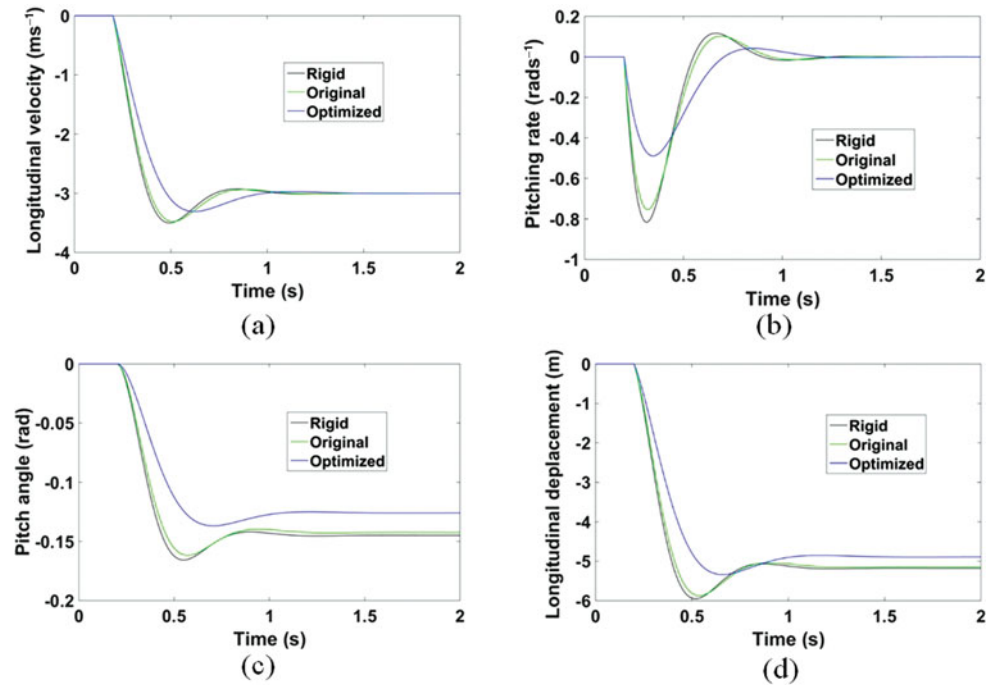 Longitudinal velocity (ms⁻¹)
0
-1
-2
-3
-4
Rigid
Original
Optimized
0 0.5 1 1.5 2
Time (s)
(a)
Pitching rate (rads⁻¹)
0.2
0
-0.2
-0.4
-0.6
-0.8
-1
Rigid
Original
Optimized
0 0.5 1 1.5 2
Time (s)
(b)
Pitch angle (rad)
0
-0.05
-0.1
-0.15
-0.2
Rigid
Original
Optimized
0 0.5 1 1.5 2
Time (s)
(c)
Longitudinal deplacement (m)
0
-1
-2
-3
-4
-5
-6
Rigid
Original
Optimized
0 0.5 1 1.5 2
Time (s)
(d)